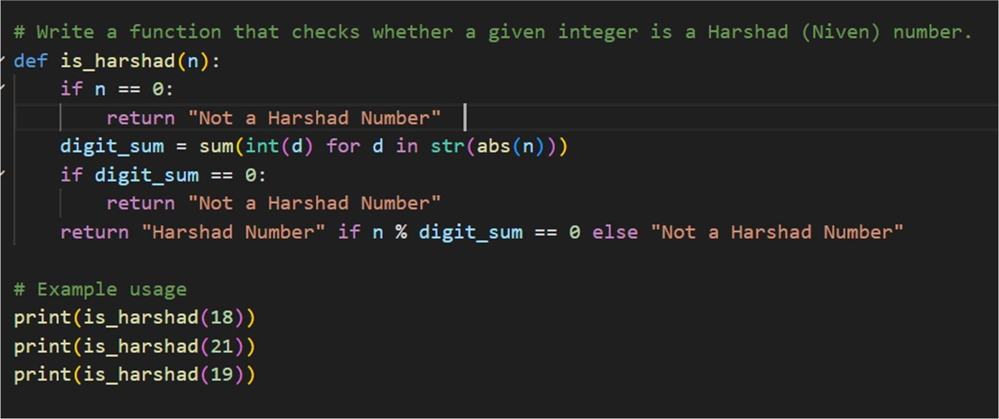 # Write a function that checks whether a given integer is a Harshad (Niven) number.
def is_harshad(n):
    if n == 0:
        return "Not a Harshad Number"
    digit_sum = sum(int(d) for d in str(abs(n)))
    if digit_sum == 0:
        return "Not a Harshad Number"
    return "Harshad Number" if n % digit_sum == 0 else "Not a Harshad Number"
# Example usage
print(is_harshad(18))
print(is_harshad(21))
print(is_harshad(19))